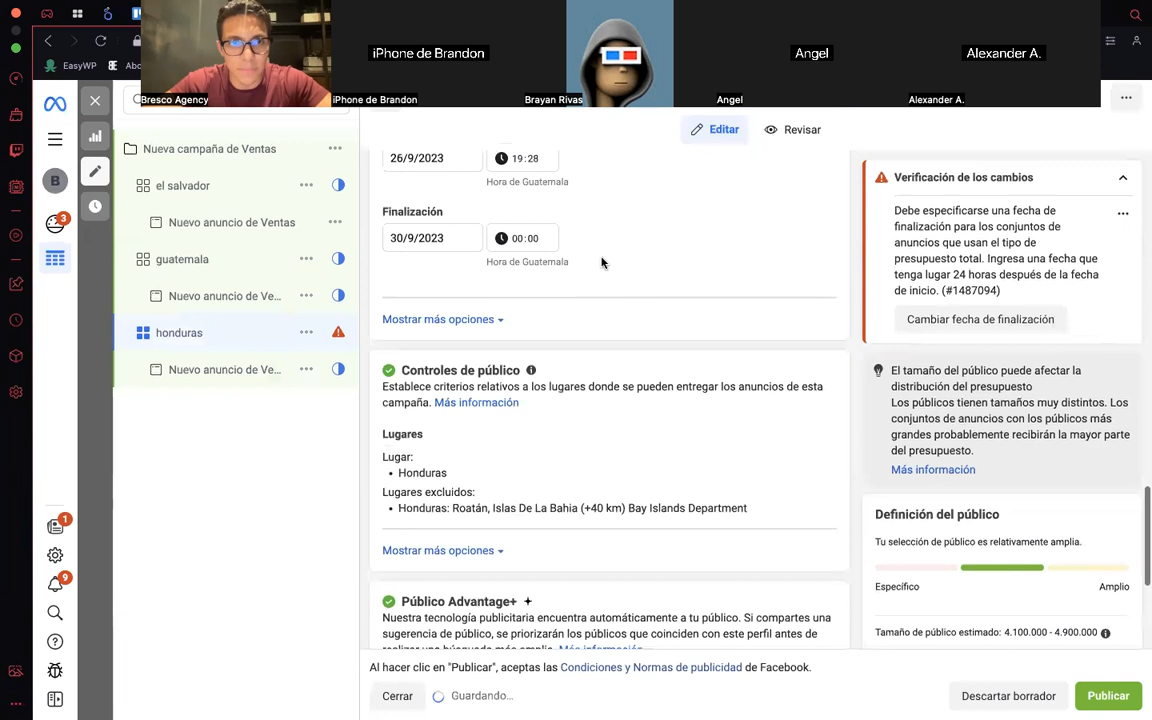 iPhone de Brandon
Angel
Alexander A.
Bresco Agency
iPhone de Brandon
Brayan Rivas
Angel
Alexander A.
EasyWP
Abo
Editar
Revisar
B
3
1
9
Nueva campaña de Ventas
el salvador
Nuevo anuncio de Ventas
guatemala
Nuevo anuncio de Ve...
honduras
Nuevo anuncio de Ve...
26/9/2023
19:28
Hora de Guatemala
Finalización
30/9/2023
00:00
Hora de Guatemala
Mostrar más opciones
Controles de público
Establece criterios relativos a los lugares donde se pueden entregar los anuncios de esta
campaña. Más información
Lugares
Lugar:
• Honduras
Lugares excluidos:
• Honduras: Roatán, Islas De La Bahia (+40 km) Bay Islands Department
Mostrar más opciones
Público Advantage+
Nuestra tecnología publicitaria encuentra automáticamente a tu público. Si compartes una
sugerencia de público, se priorizarán los públicos que coinciden con este perfil antes de
realizar una búsqueda más amplia. Más información
Al hacer clic en "Publicar", aceptas las Condiciones y Normas de publicidad de Facebook.
Cerrar
Guardando...
Descartar borrador
Publicar
Verificación de los cambios
Debe especificarse una fecha de
finalización para los conjuntos de
anuncios que usan el tipo de
presupuesto total. Ingresa una fecha que
tenga lugar 24 horas después de la fecha
de inicio. (#1487094)
Cambiar fecha de finalización
El tamaño del público puede afectar la
distribución del presupuesto
Los públicos tienen tamaños muy distintos. Los
conjuntos de anuncios con los públicos más
grandes probablemente recibirán la mayor parte
del presupuesto.
Más información
Definición del público
Tu selección de público es relativamente amplia.
Específico
Amplio
Tamaño de público estimado: 4.100.000 - 4.900.000